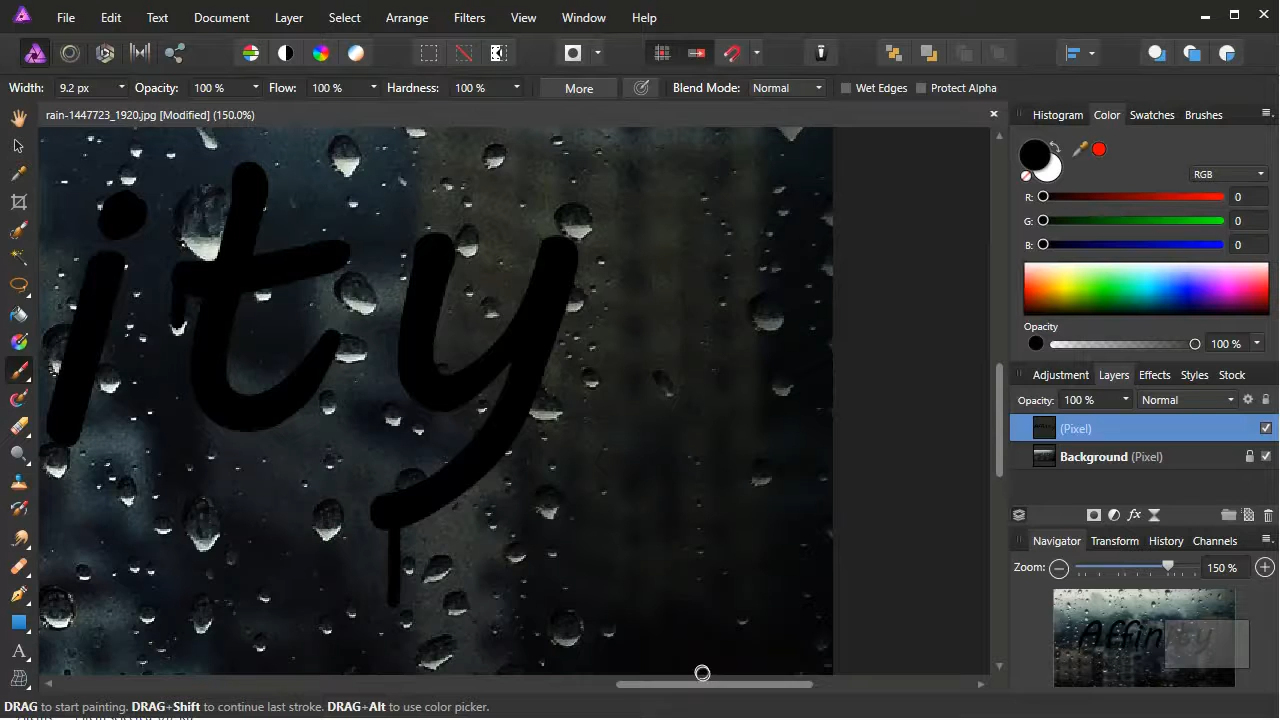 File Edit Text Document Layer Select Arrange Filters View Window Help
Width: 9.2 px Opacity: 100 % Flow: 100 % Hardness: 100 % More Blend Mode: Normal Wet Edges Protect Alpha
rain-1447723_1920.jpg [Modified] (150.0%)
Histogram Color Swatches Brushes
RGB
R: 0
G: 0
B: 0
Opacity
100 %
Adjustment Layers Effects Styles Stock
Opacity: 100 % Normal
(Pixel)
Background (Pixel)
fx
Navigator Transform History Channels
Zoom: 150 %
Affinity
ity
A
DRAG to start painting. DRAG+Shift to continue last stroke. DRAG+Alt to use color picker.